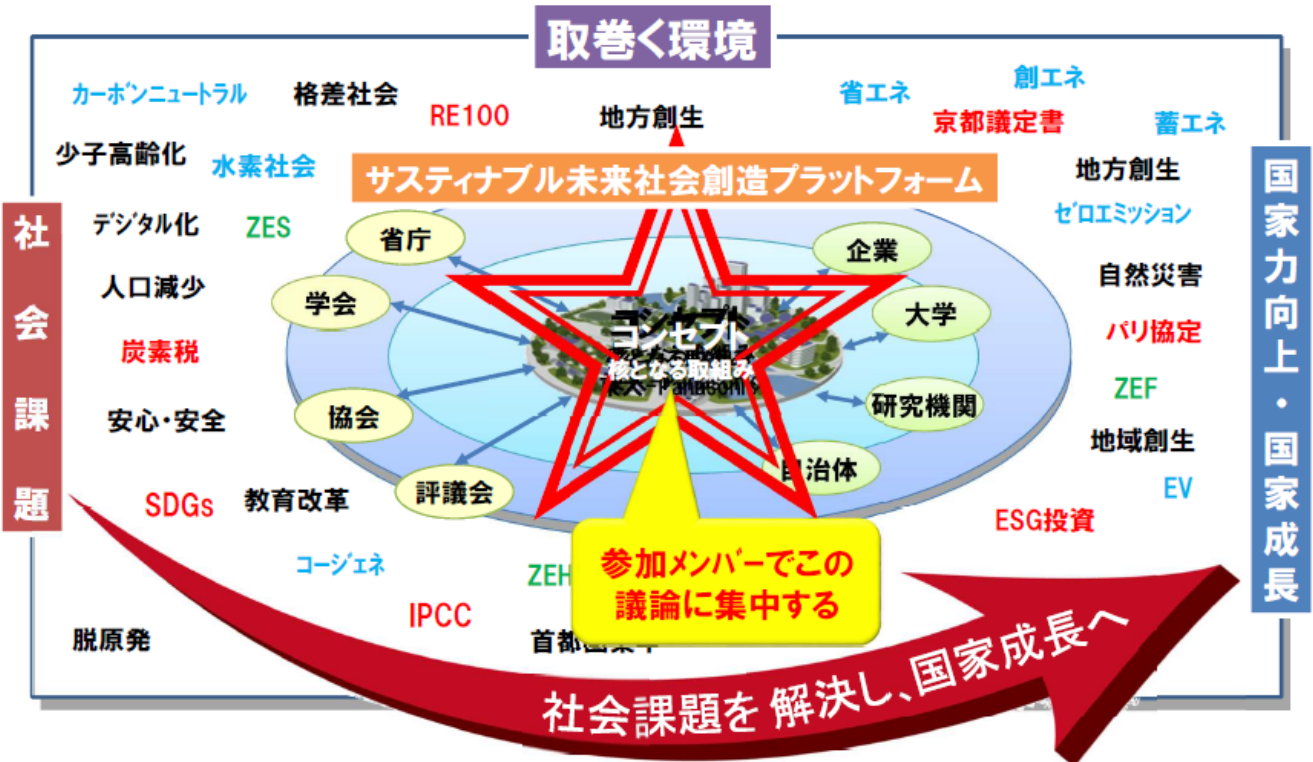 取巻く環境
カーボンニュートラル
格差社会
RE100
地方創生
省エネ
創エネ
京都議定書
蓄エネ
少子高齢化
水素社会
サスティナブル未来社会創造プラットフォーム
地方創生
国家力向上・国家成長
社会課題
デジタル化
ZES
省庁
企業
ゼロエミッション
人口減少
学会
大学
自然災害
炭素税
コンセプト
核となる取組み
パリ協定
安心・安全
協会
研究機関
ZEF
地域創生
SDGs
教育改革
評議会
自治体
EV
ESG投資
コージェネ
ZEH
参加メンバーでこの
議論に集中する
IPCC
脱原発
社会課題を解決し、国家成長へ